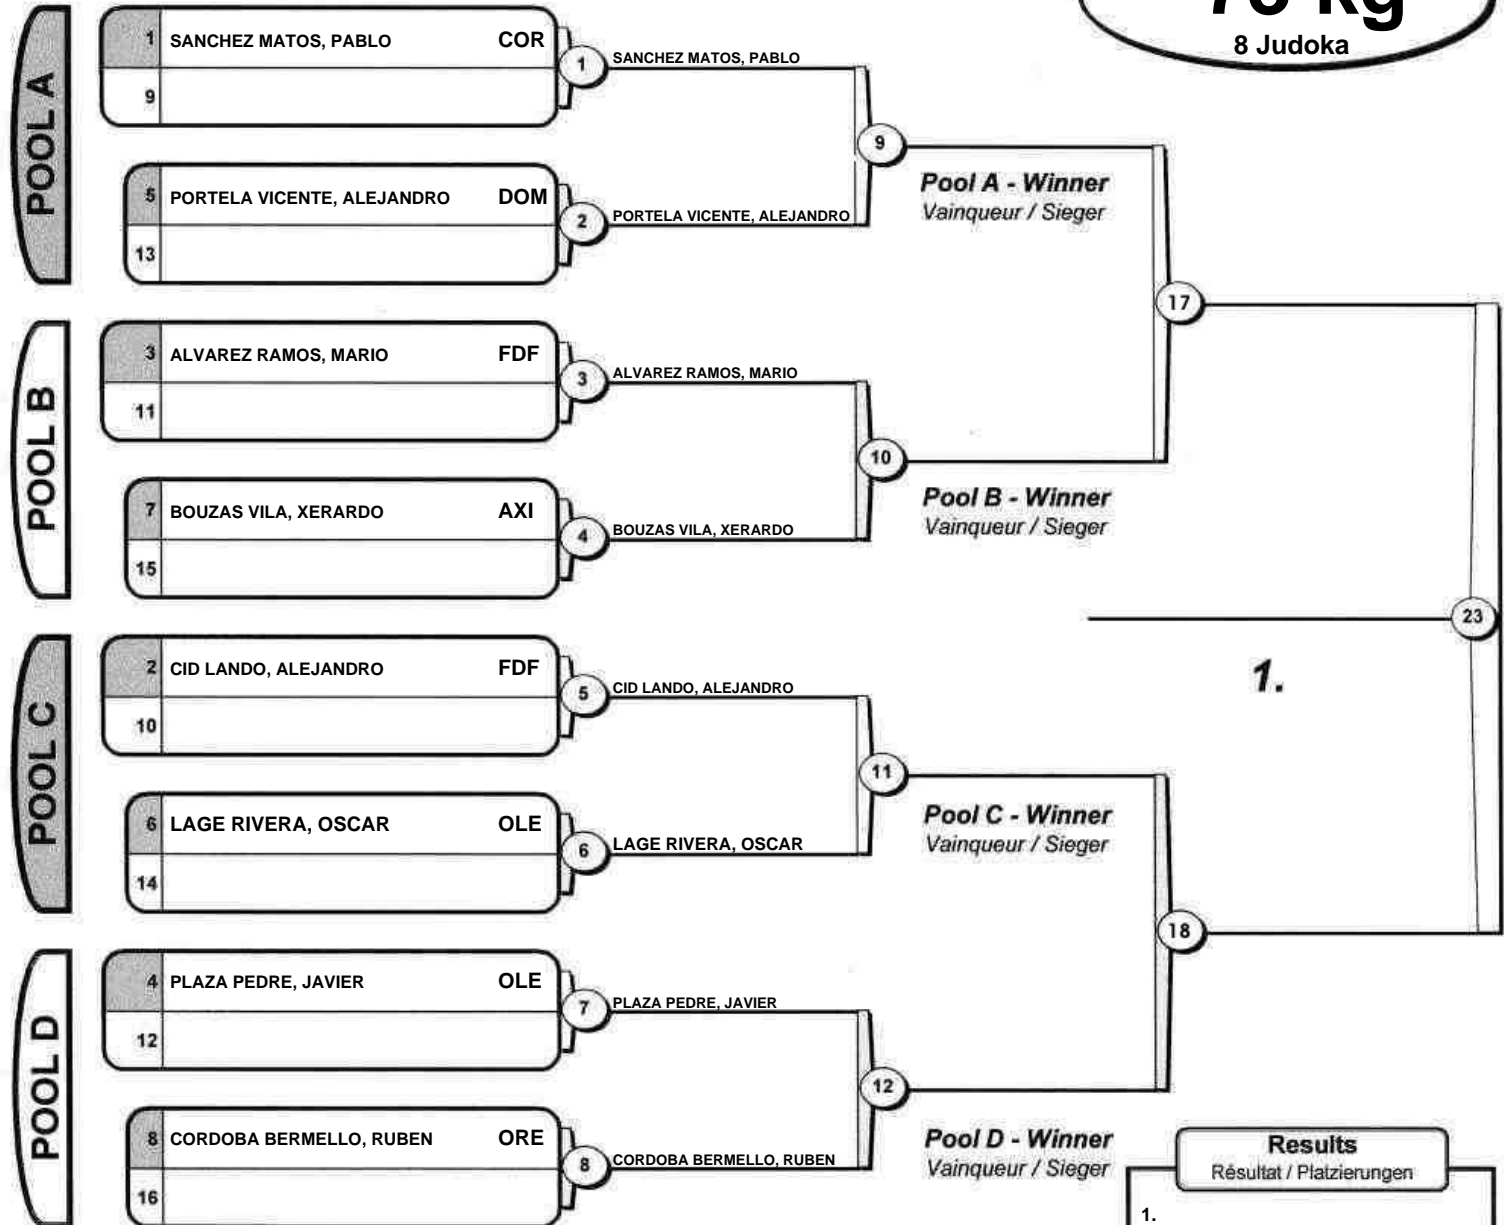 kg
8 Judoka
POOL A
1 SANCHEZ MATOS, PABLO COR
9
1
SANCHEZ MATOS, PABLO
5 PORTELA VICENTE, ALEJANDRO DOM
13
2
PORTELA VICENTE, ALEJANDRO
9
Pool A - Winner
Vainqueur / Sieger
POOL B
3 ALVAREZ RAMOS, MARIO FDF
11
3
ALVAREZ RAMOS, MARIO
7 BOUZAS VILA, XERARDO AXI
15
4
BOUZAS VILA, XERARDO
10
Pool B - Winner
Vainqueur / Sieger
17
POOL C
2 CID LANDO, ALEJANDRO FDF
10
5
CID LANDO, ALEJANDRO
6 LAGE RIVERA, OSCAR OLE
14
6
LAGE RIVERA, OSCAR
11
Pool C - Winner
Vainqueur / Sieger
POOL D
4 PLAZA PEDRE, JAVIER OLE
12
7
PLAZA PEDRE, JAVIER
8 CORDOBA BERMELLO, RUBEN ORE
16
8
CORDOBA BERMELLO, RUBEN
12
Pool D - Winner
Vainqueur / Sieger
18
23
1.
Results
Résultat / Platzierungen
1.